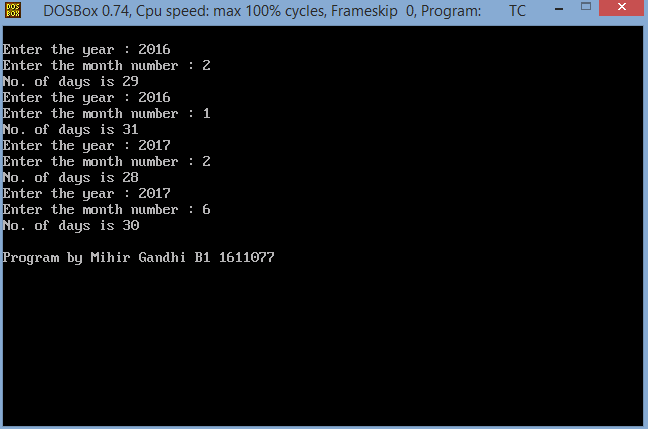 DOS BOX
DOSBox 0.74, Cpu speed: max 100% cycles, Frameskip 0, Program: TC
Enter the year : 2016
Enter the month number : 2
No. of days is 29
Enter the year : 2016
Enter the month number : 1
No. of days is 31
Enter the year : 2017
Enter the month number : 2
No. of days is 28
Enter the year : 2017
Enter the month number : 6
No. of days is 30
Program by Mihir Gandhi B1 1611077